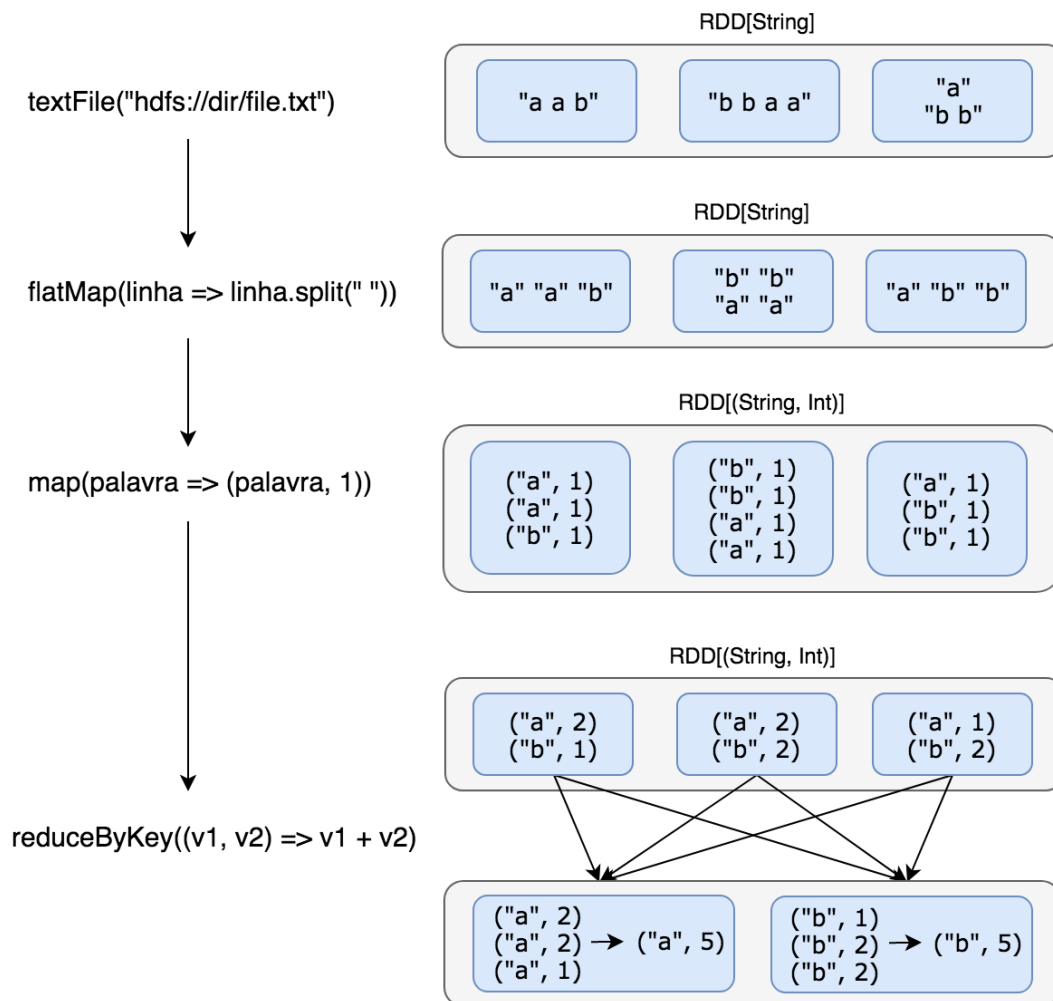 RDD[String]
textFile("hdfs://dir/file.txt")
"a a b"
"b b a a"
"a"
"b b"
RDD[String]
flatMap(linha => linha.split(" "))
"a" "a" "b"
"b" "b"
"a" "a"
"a" "b" "b"
RDD[(String, Int)]
map(palavra => (palavra, 1))
("a", 1)
("a", 1)
("b", 1)
("b", 1)
("b", 1)
("a", 1)
("a", 1)
("a", 1)
("b", 1)
("b", 1)
RDD[(String, Int)]
("a", 2)
("b", 1)
("a", 2)
("b", 2)
("a", 1)
("b", 2)
reduceByKey((v1, v2) => v1 + v2)
("a", 2)
("a", 2)
("a", 1)
("a", 5)
("b", 1)
("b", 2)
("b", 2)
("b", 5)